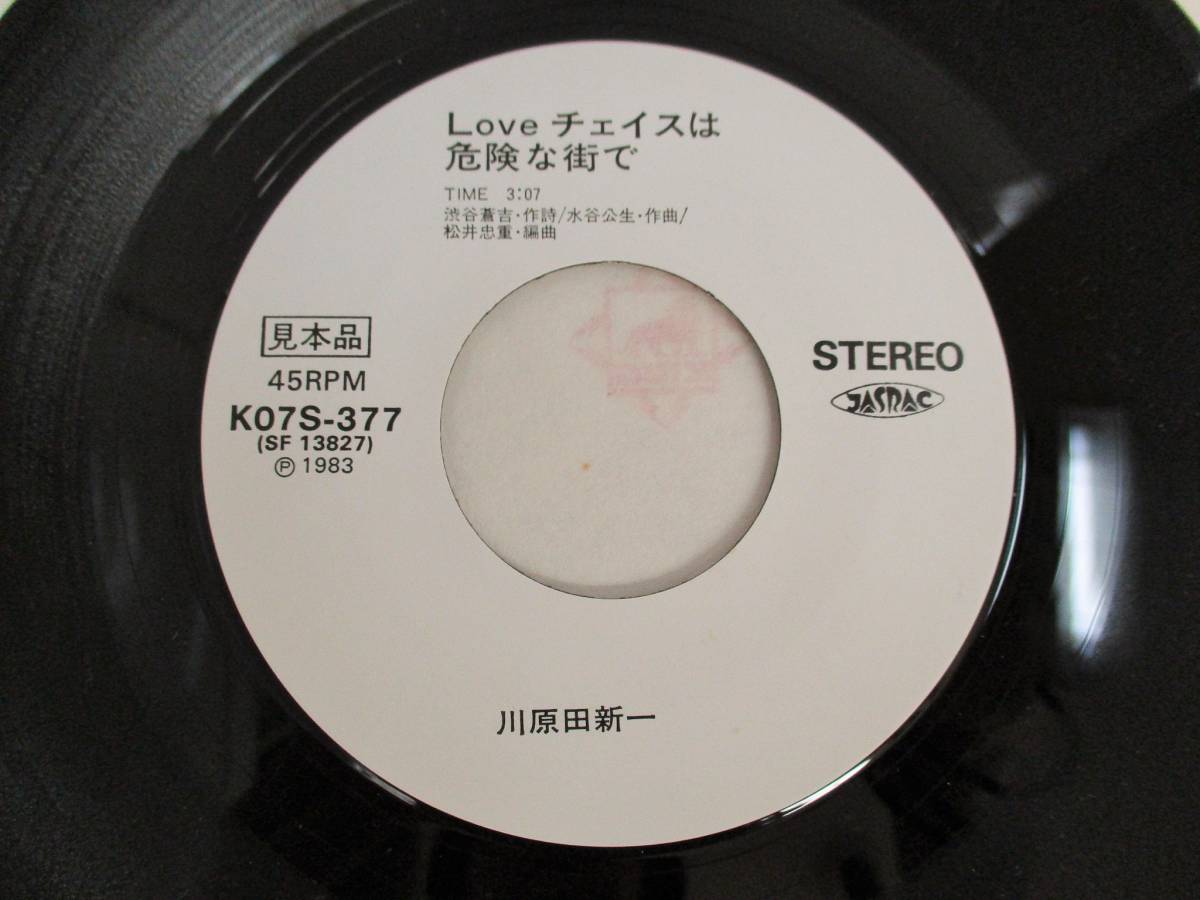 Love チェイスは
危険な街で
TIME 3:07
渋谷蒼吉・作詩/水谷公生・作曲/
松井忠重・編曲
見本品
45RPM
K07S-377
(SF 13827)
Ⓟ 1983
STEREO
JASRAC
川原田新一